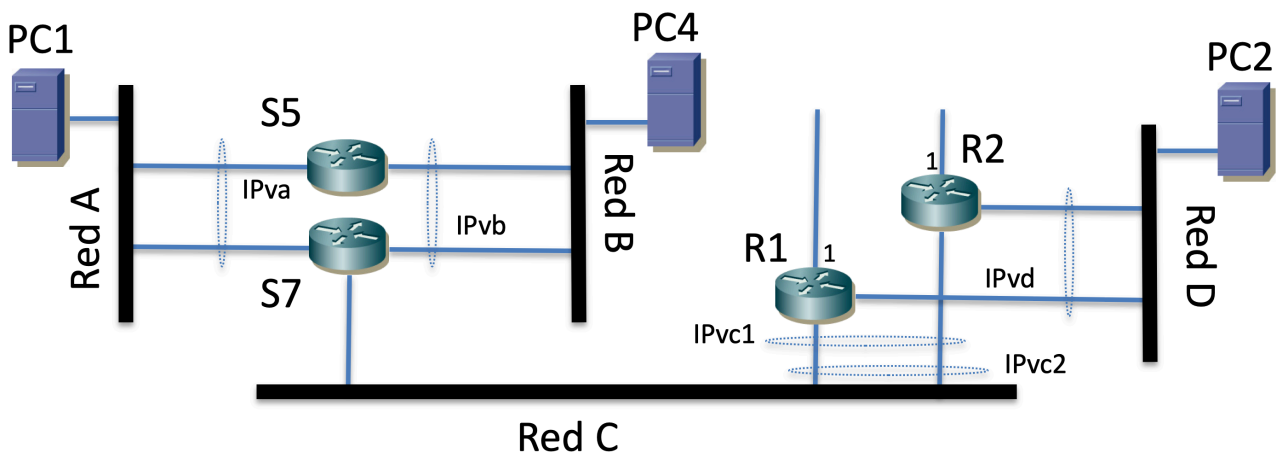 PC1
PC4
PC2
S5
R2
1
IPva
Red A
Red B
IPvb
R1
1
Red D
S7
IPvd
IPvc1
IPvc2
Red C